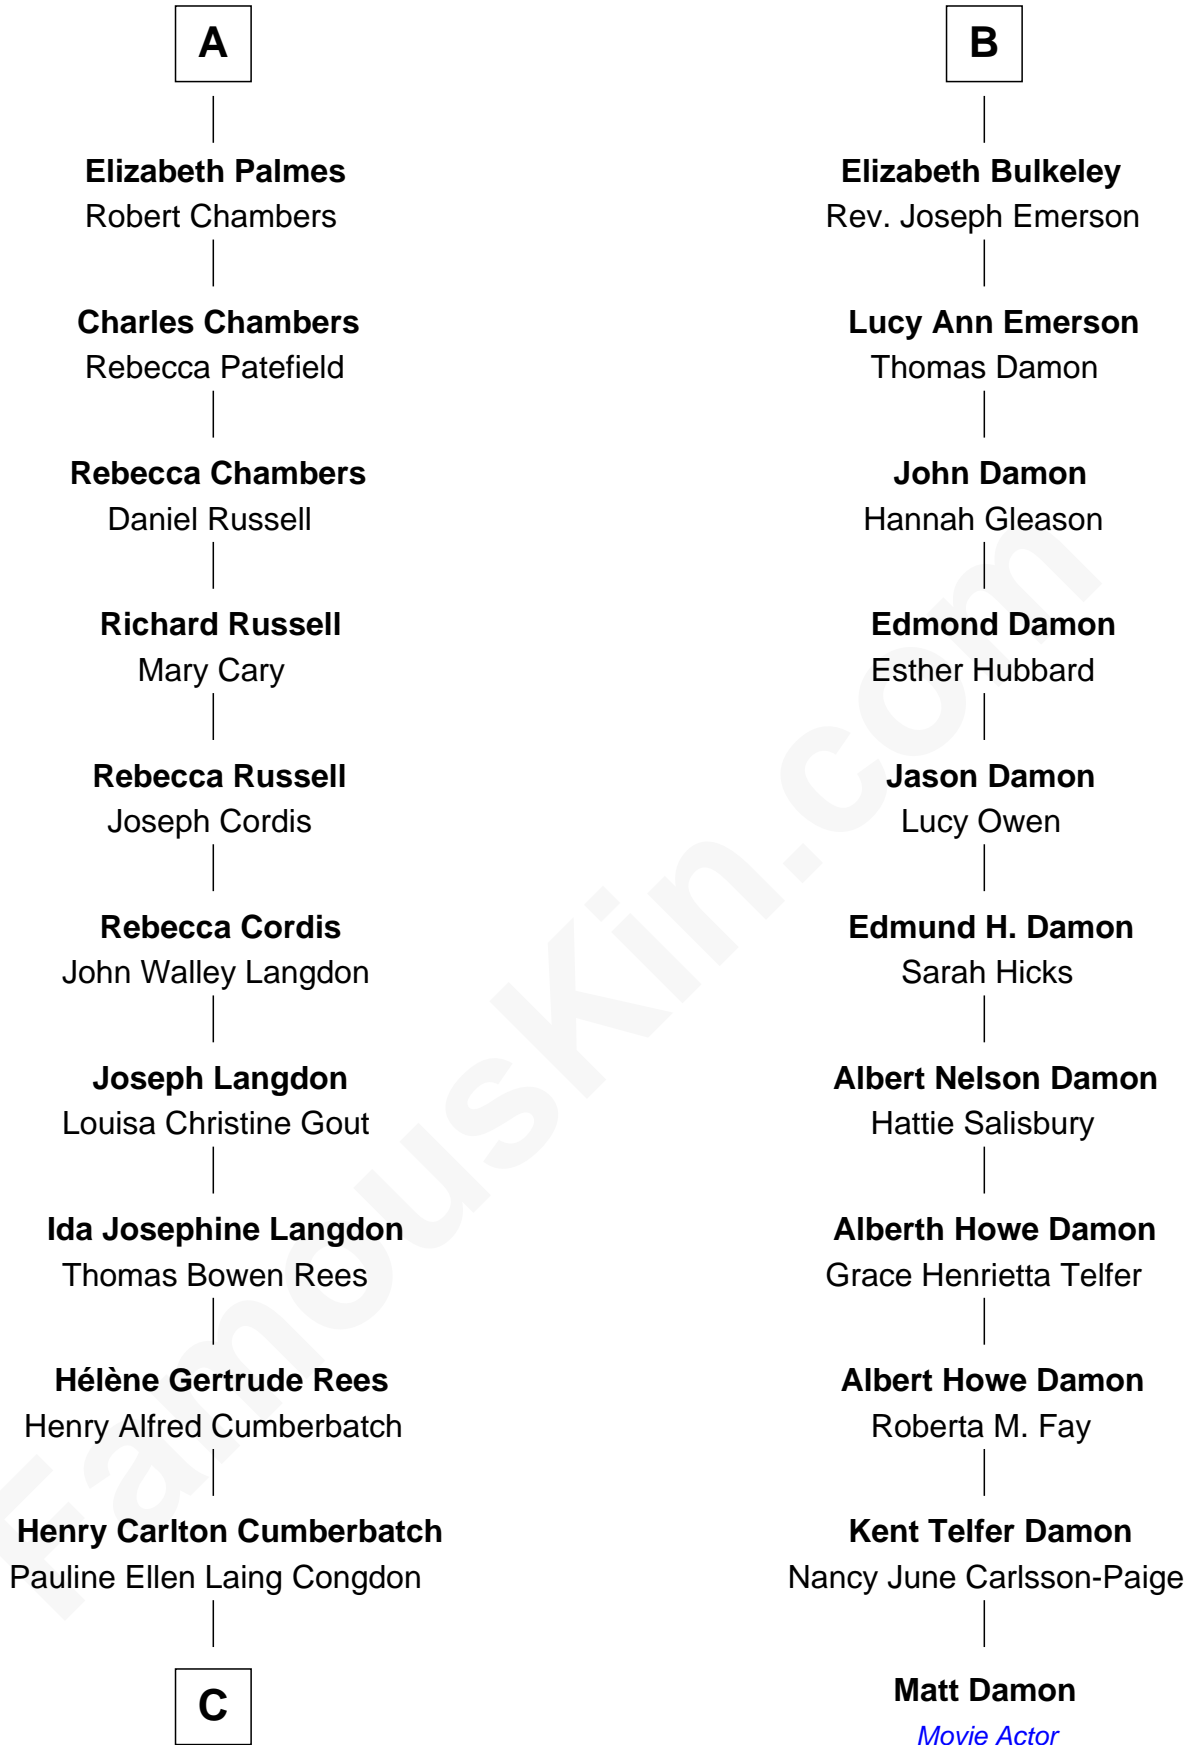 A
Elizabeth Palmes
Robert Chambers
Charles Chambers
Rebecca Patefield
Rebecca Chambers
Daniel Russell
Richard Russell
Mary Cary
Rebecca Russell
Joseph Cordis
Rebecca Cordis
John Walley Langdon
Joseph Langdon
Louisa Christine Gout
Ida Josephine Langdon
Thomas Bowen Rees
Hélène Gertrude Rees
Henry Alfred Cumberbatch
Henry Carlton Cumberbatch
Pauline Ellen Laing Congdon
C
B
Elizabeth Bulkeley
Rev. Joseph Emerson
Lucy Ann Emerson
Thomas Damon
John Damon
Hannah Gleason
Edmond Damon
Esther Hubbard
Jason Damon
Lucy Owen
Edmund H. Damon
Sarah Hicks
Albert Nelson Damon
Hattie Salisbury
Alberth Howe Damon
Grace Henrietta Telfer
Albert Howe Damon
Roberta M. Fay
Kent Telfer Damon
Nancy June Carlsson-Paige
Matt Damon
Movie Actor
FamousKin.com